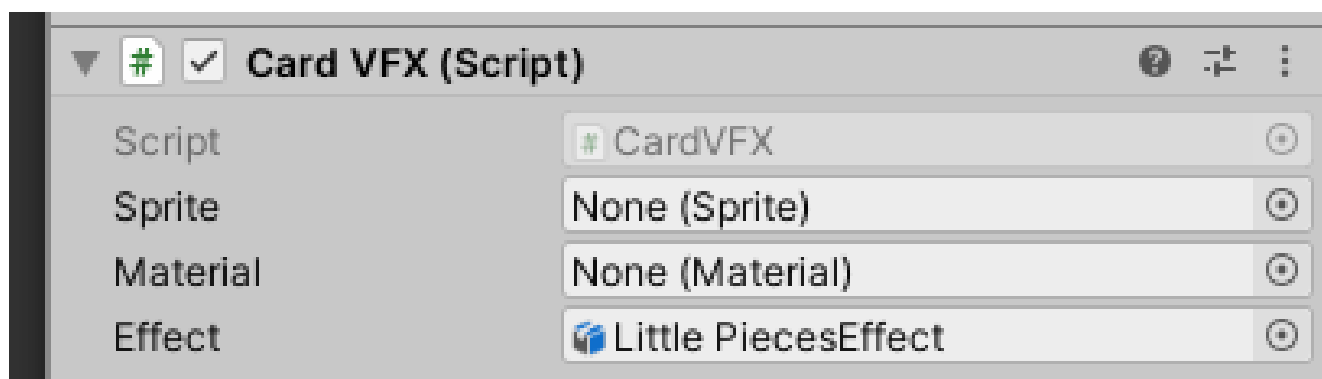 Card VFX (Script)
Script # CardVFX
Sprite None (Sprite)
Material None (Material)
Effect Little PiecesEffect